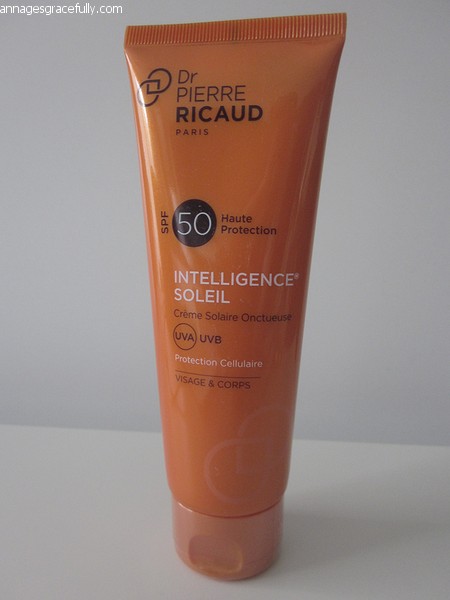 annagesgracefully.com
Dr
PIERRE
RICAUD
PARIS
SPF 50 Haute
Protection
INTELLIGENCE®
SOLEIL
Crème Solaire Onctueuse
UVA UVB
Protection Cellulaire
VISAGE & CORPS